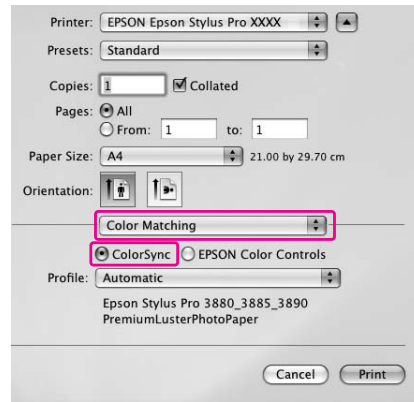 Printer: EPSON Epson Stylus Pro XXXX
Presets: Standard
Copies: 1 Collated
Pages: All
From: 1 to: 1
Paper Size: A4 21.00 by 29.70 cm
Orientation:
Color Matching
ColorSync EPSON Color Controls
Profile: Automatic
Epson Stylus Pro 3880_3885_3890
PremiumLusterPhotoPaper
Cancel Print